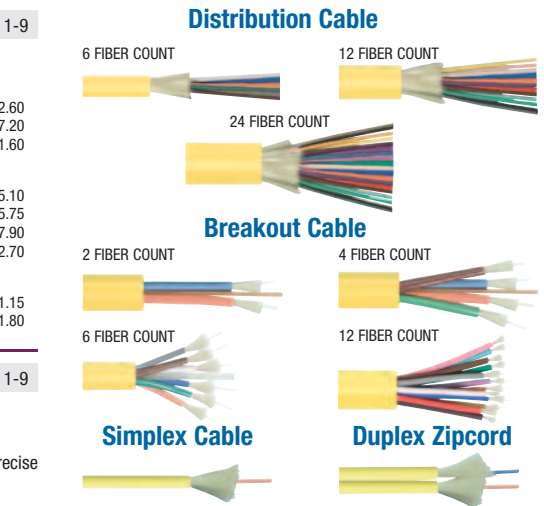 1-9
2.60
7.20
1.60
5.10
5.75
7.90
2.70
1.15
1.80
1-9
recise
Distribution Cable
6 FIBER COUNT
12 FIBER COUNT
24 FIBER COUNT
Breakout Cable
2 FIBER COUNT
4 FIBER COUNT
6 FIBER COUNT
12 FIBER COUNT
Simplex Cable
Duplex Zipcord